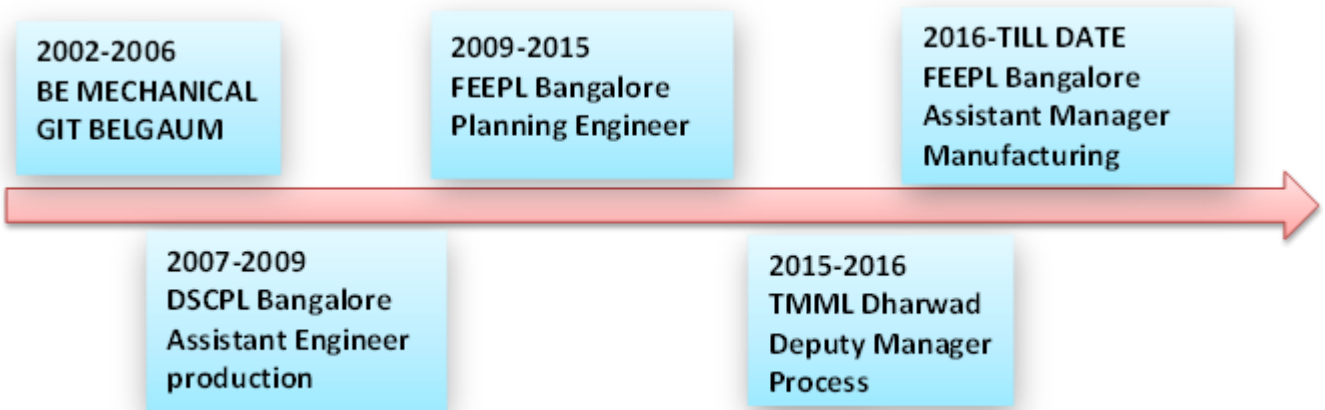 2002-2006
BE MECHANICAL
GIT BELGAUM
2007-2009
DSCPL Bangalore
Assistant Engineer
production
2009-2015
FEEPL Bangalore
Planning Engineer
2015-2016
TMML Dharwad
Deputy Manager
Process
2016-TILL DATE
FEEPL Bangalore
Assistant Manager
Manufacturing